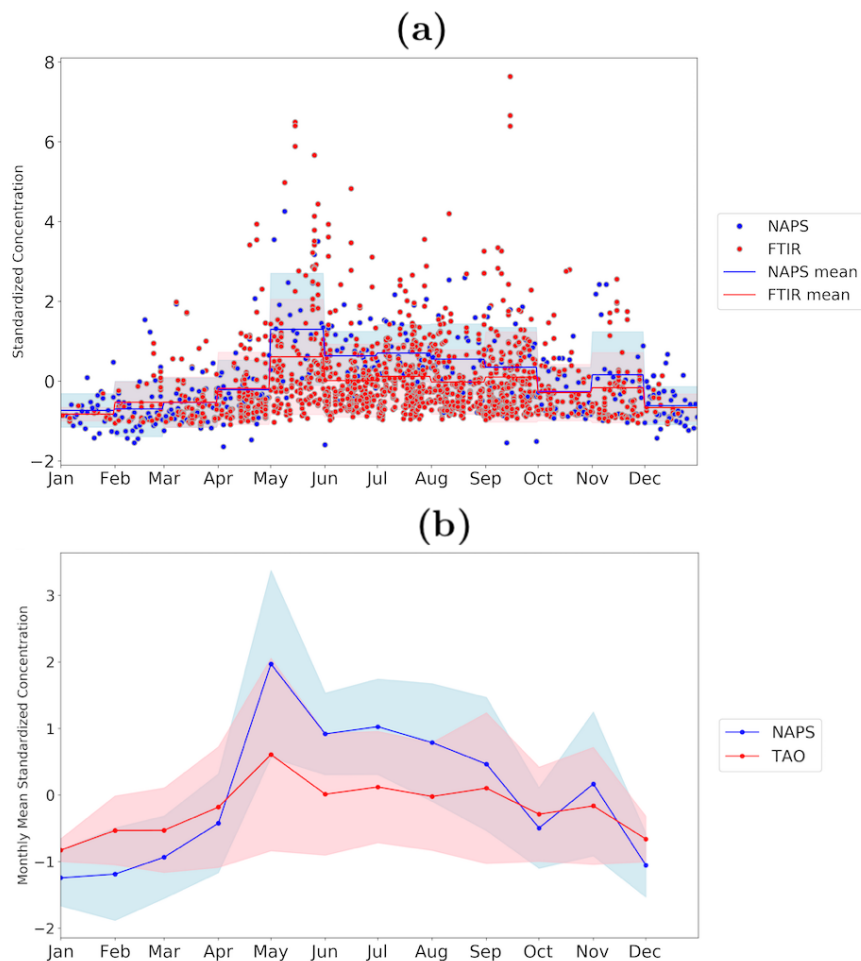 (a)
Standardized Concentration
8
6
4
2
0
−2
Jan Feb Mar Apr May Jun Jul Aug Sep Oct Nov Dec
NAPS
FTIR
NAPS mean
FTIR mean
(b)
Monthly Mean Standardized Concentration
3
2
1
0
−1
−2
Jan Feb Mar Apr May Jun Jul Aug Sep Oct Nov Dec
NAPS
TAO